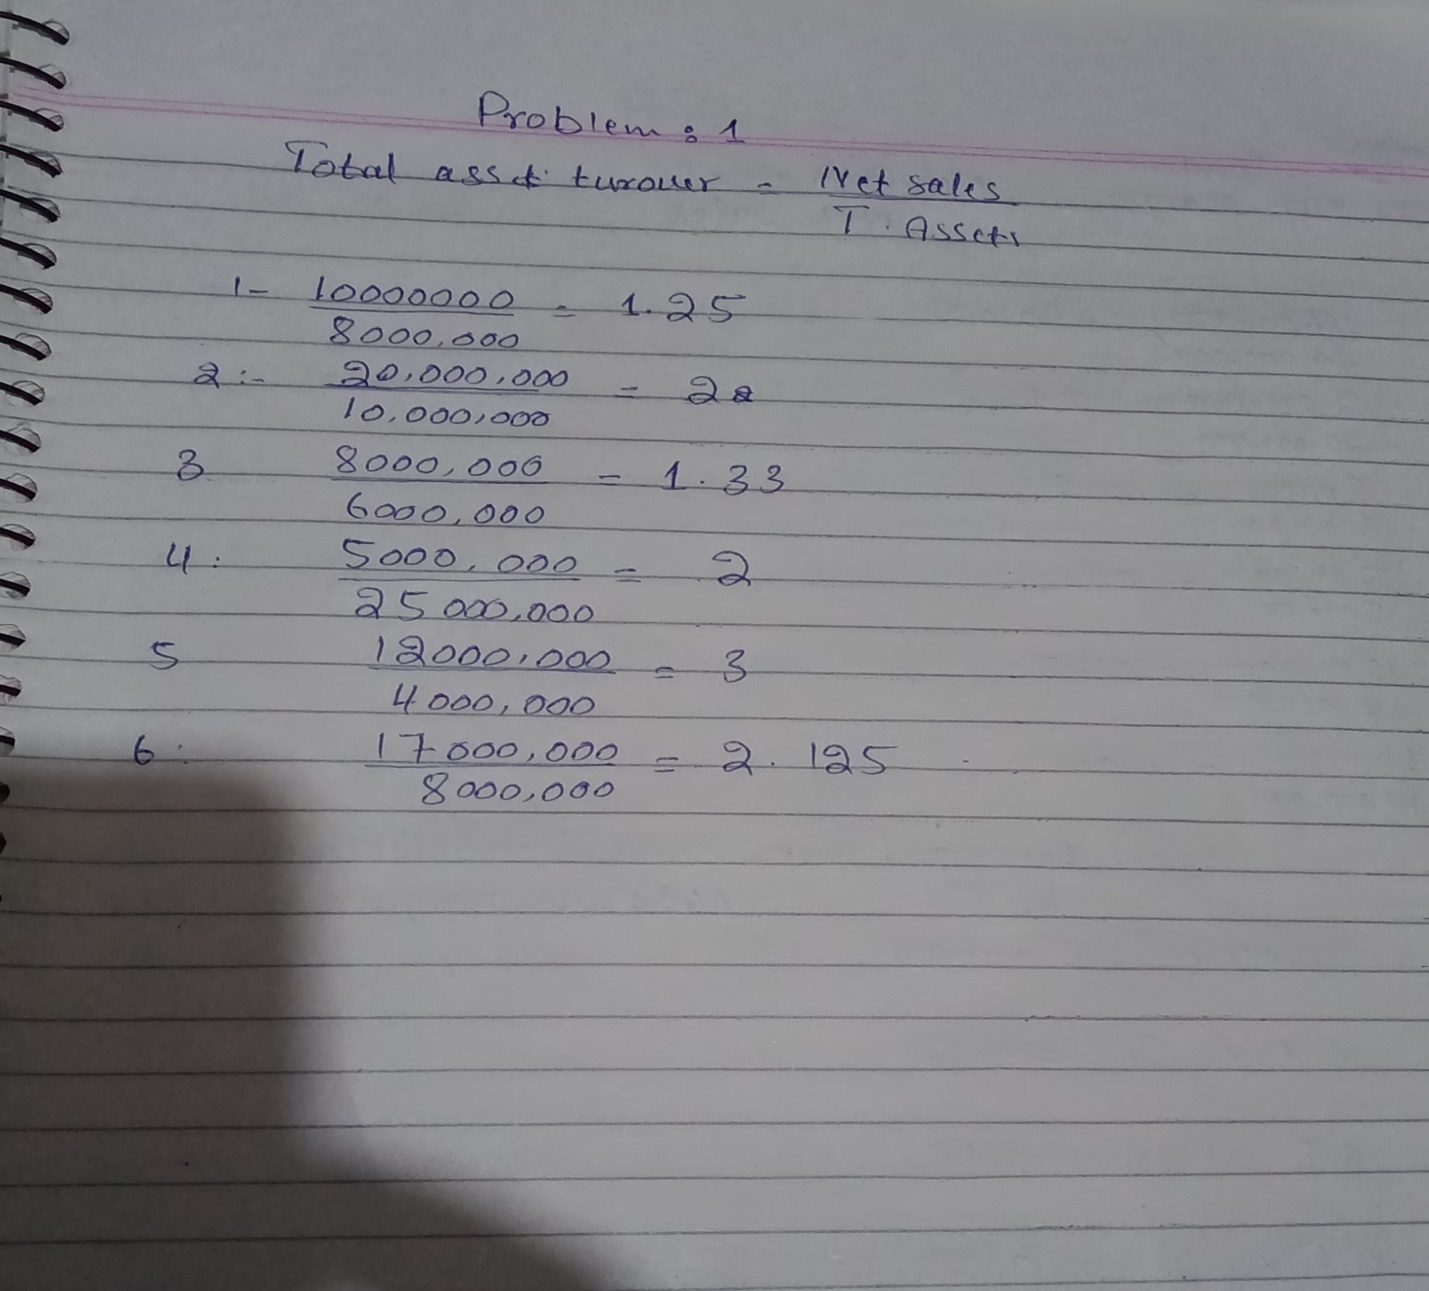 Problem : 1
Total asset turover = Net sales
T. Assets
1- 10000000 = 1.25
8000,000
2:- 20,000,000 = 2
10,000,000
3 8000,000 = 1.33
6000,000
4: 5000,000 = 2
25000,000
5 12000,000 = 3
4000,000
6: 17000,000 = 2.125
8000,000